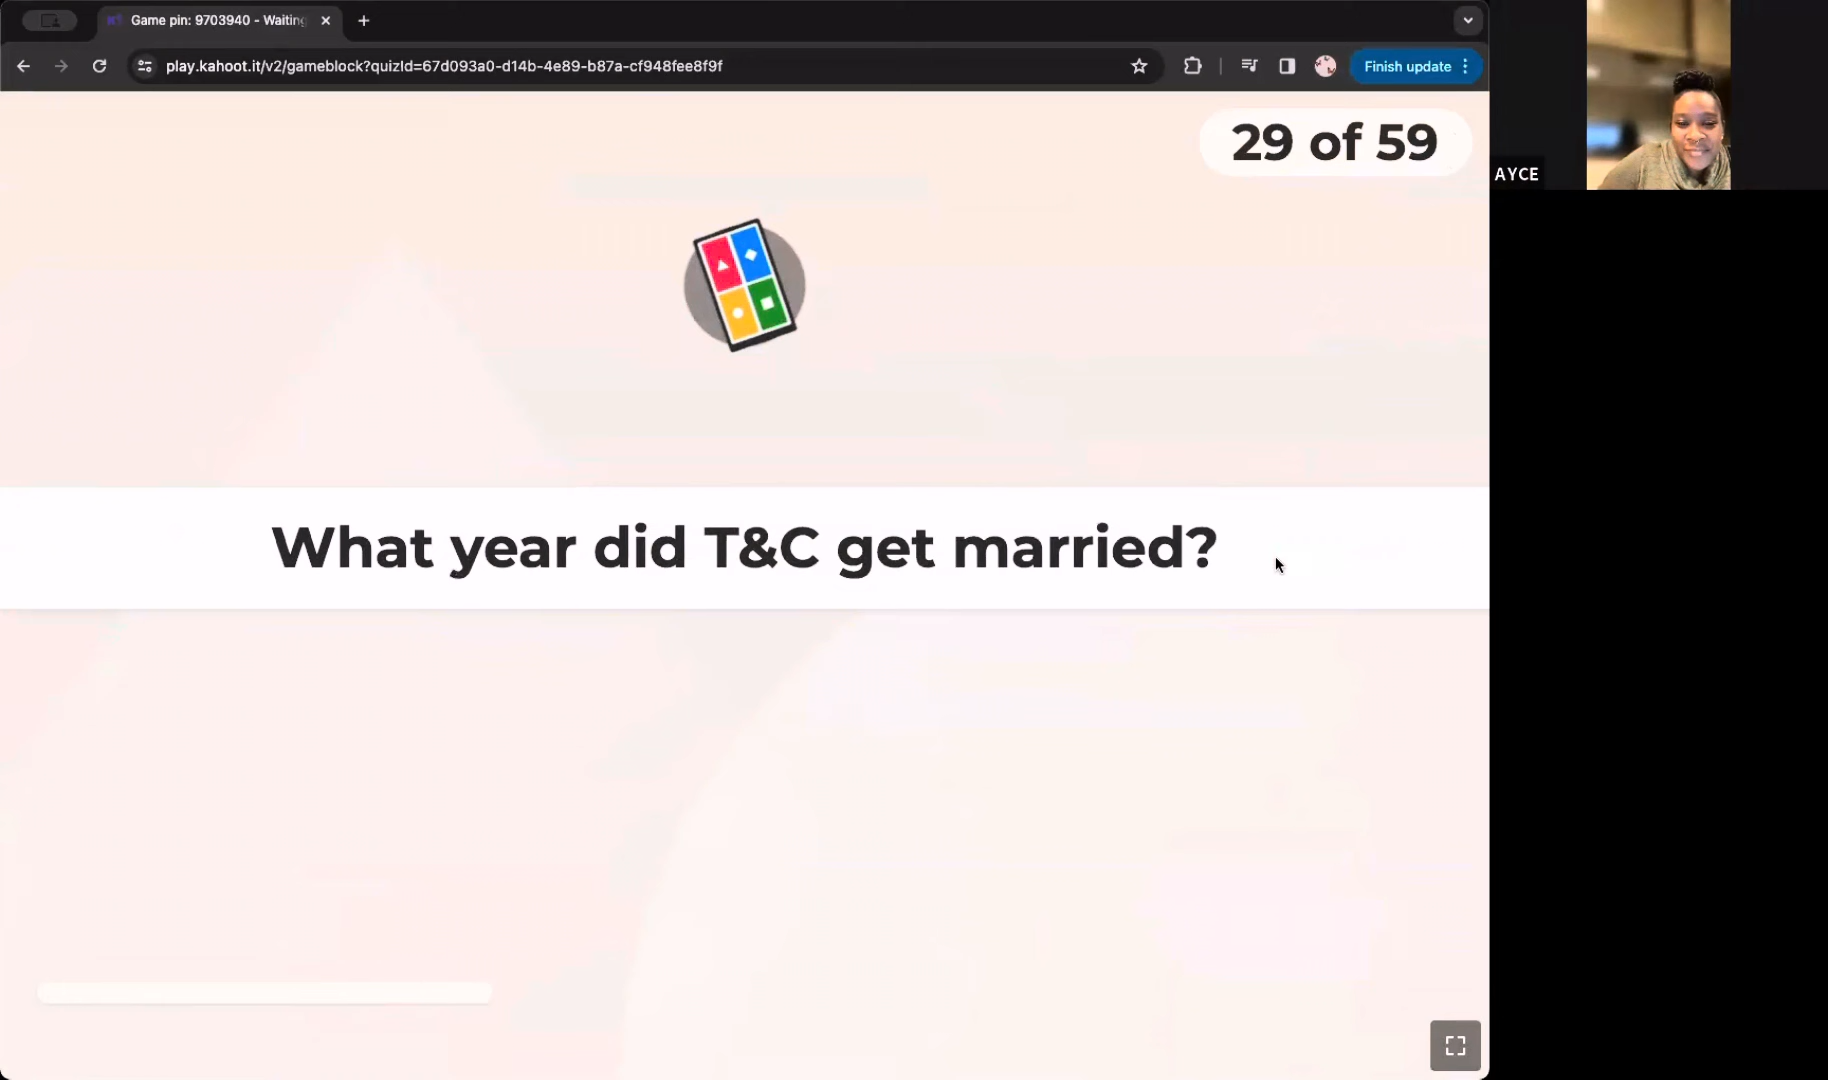 Game pin: 9703940 - Waiting
play.kahoot.it/v2/gameblock?quizId=67d093a0-d14b-4e89-b87a-cf948fee8f9f
Finish update
29 of 59
AYCE
What year did T&C get married?